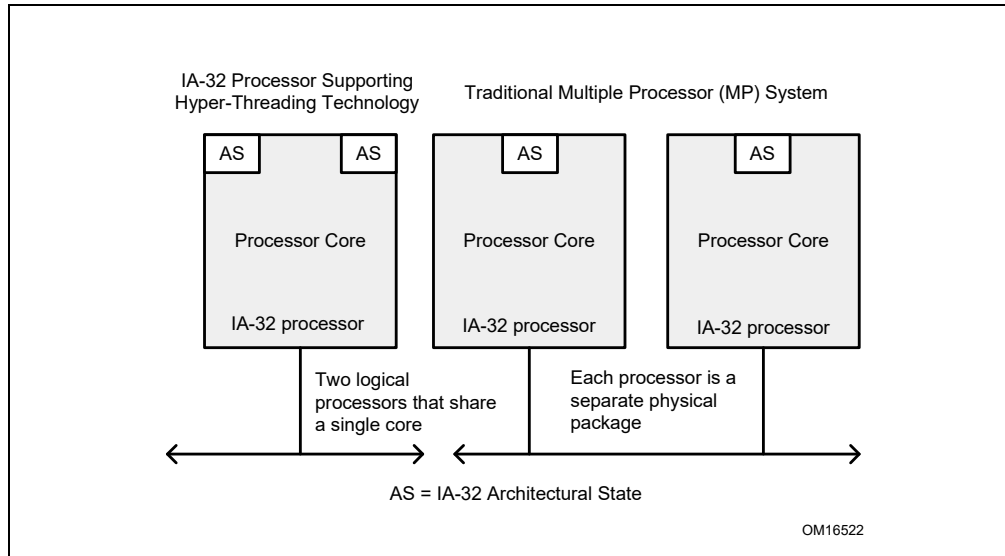 IA-32 Processor Supporting
Hyper-Threading Technology
Traditional Multiple Processor (MP) System
AS
AS
AS
AS
Processor Core
Processor Core
Processor Core
IA-32 processor
IA-32 processor
IA-32 processor
Two logical
processors that share
a single core
Each processor is a
separate physical
package
AS = IA-32 Architectural State
OM16522